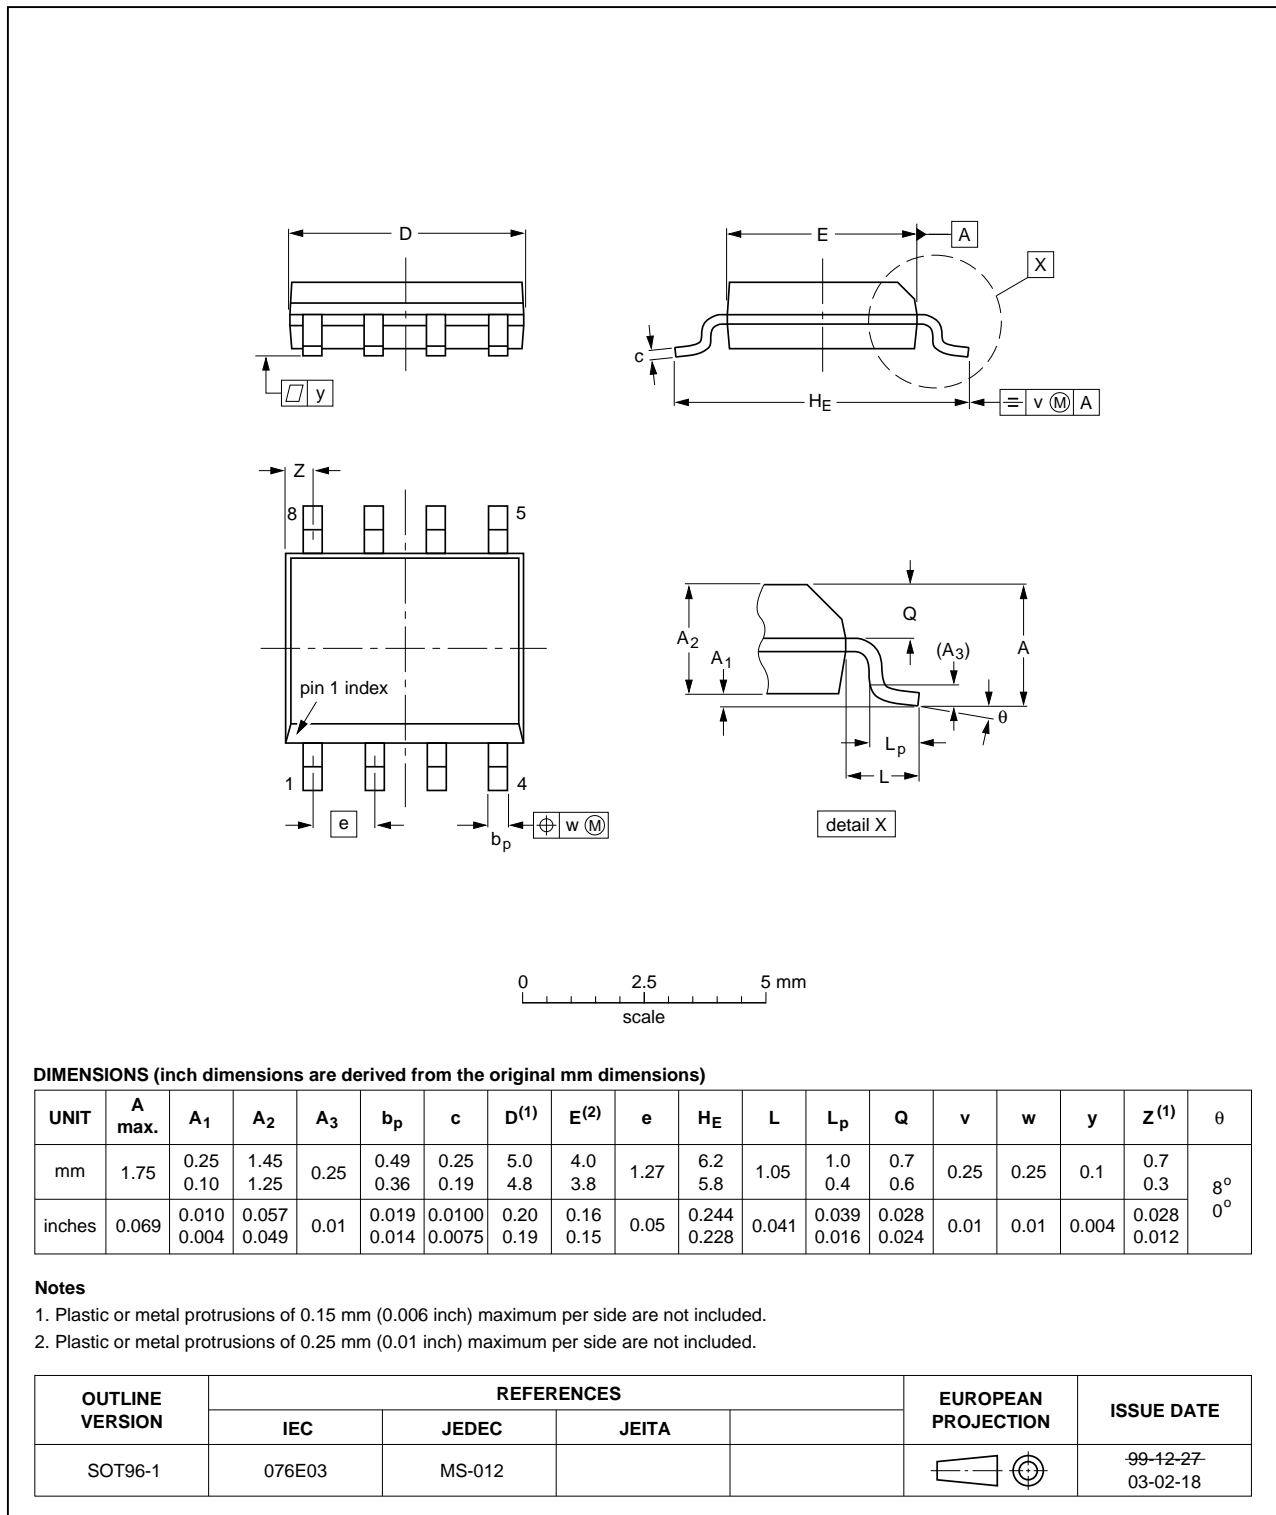 D
E
A
X
c
y
HE
v M A
Z
8
5
pin 1 index
1
4
e
bp
w M
A2
A1
Q
(A3)
A
θ
Lp
L
detail X
0 2.5 5 mm
scale
DIMENSIONS (inch dimensions are derived from the original mm dimensions)
UNIT A max. A1 A2 A3 bp c D(1) E(2) e HE L Lp Q v w y Z(1) θ
mm 1.75 0.25 0.10 1.45 1.25 0.25 0.49 0.36 0.25 0.19 5.0 4.8 4.0 3.8 1.27 6.2 5.8 1.05 1.0 0.4 0.7 0.6 0.25 0.25 0.1 0.7 0.3 8° 0°
inches 0.069 0.010 0.004 0.057 0.049 0.01 0.019 0.014 0.0100 0.0075 0.20 0.19 0.16 0.15 0.05 0.244 0.228 0.041 0.039 0.016 0.028 0.024 0.01 0.01 0.004 0.028 0.012
Notes
1. Plastic or metal protrusions of 0.15 mm (0.006 inch) maximum per side are not included.
2. Plastic or metal protrusions of 0.25 mm (0.01 inch) maximum per side are not included.
OUTLINE VERSION REFERENCES EUROPEAN PROJECTION ISSUE DATE
IEC JEDEC JEITA
SOT96-1 076E03 MS-012 99-12-27
03-02-18